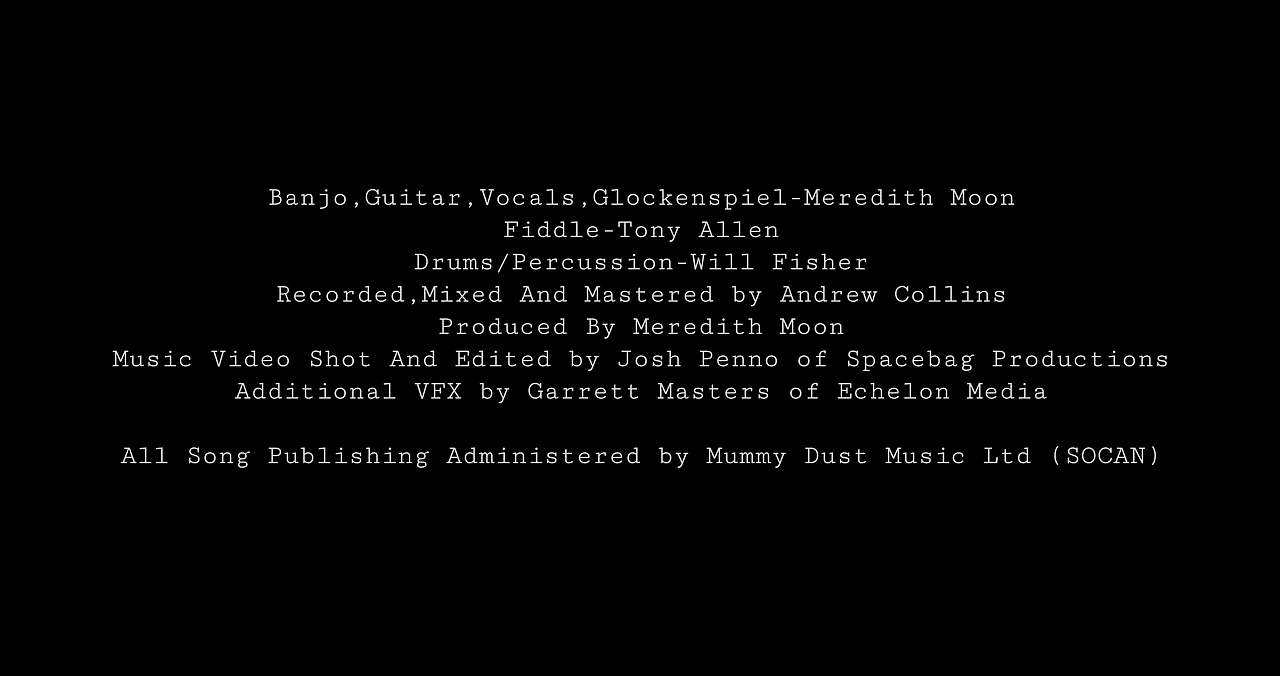 Banjo,Guitar,Vocals,Glockenspiel-Meredith Moon
Fiddle-Tony Allen
Drums/Percussion-Will Fisher
Recorded,Mixed And Mastered by Andrew Collins
Produced By Meredith Moon
Music Video Shot And Edited by Josh Penno of Spacebag Productions
Additional VFX by Garrett Masters of Echelon Media
All Song Publishing Administered by Mummy Dust Music Ltd (SOCAN)